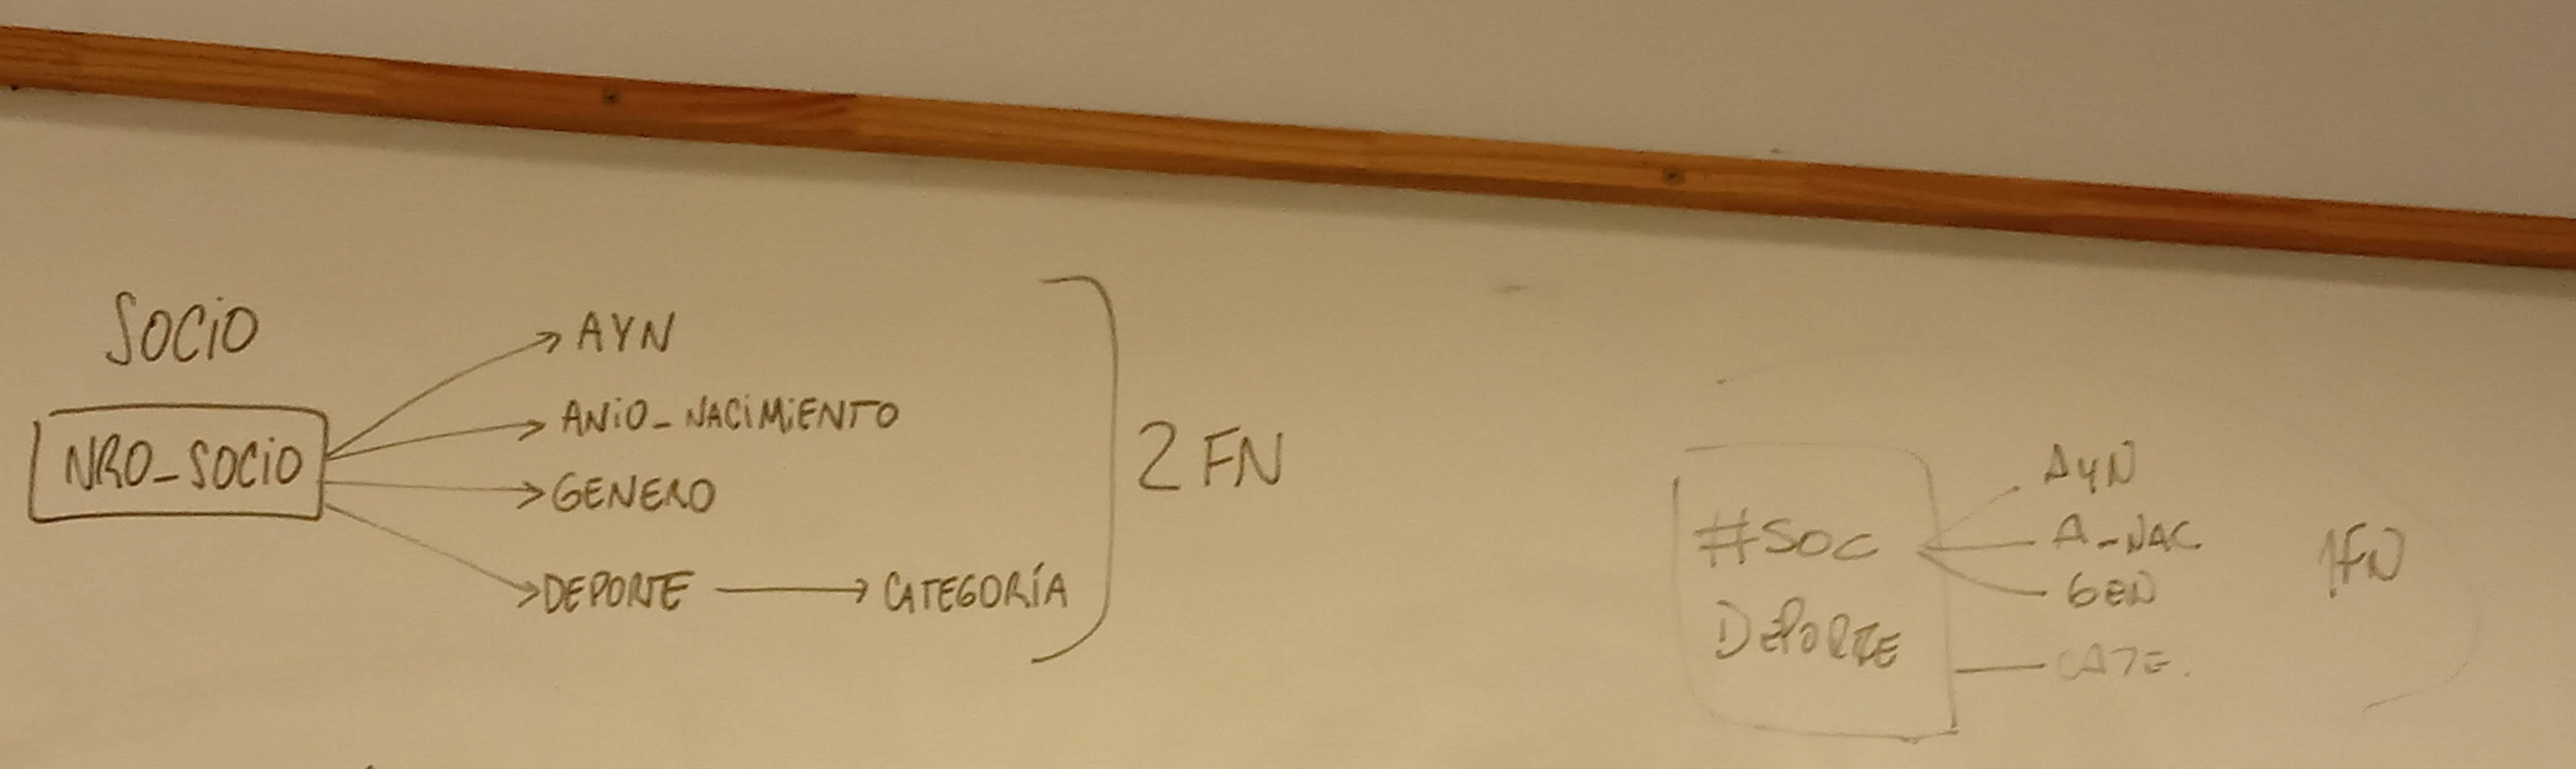 SOCIO
NRO_SOCIO
AYN
ANIO_NACIMIENTO
GENERO
DEPORTE CATEGORÍA
2 FN
#SOC
DEPORTE
AYN
A_NAC
GEN
CATE.
1FN